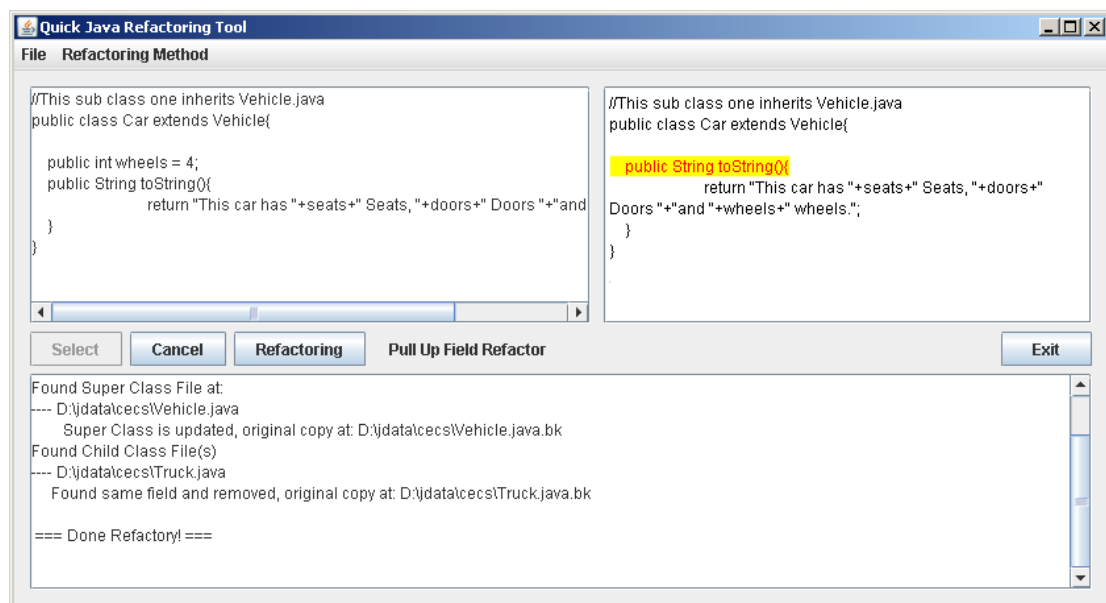 Quick Java Refactoring Tool
File Refactoring Method
//This sub class one inherits Vehicle.java
public class Car extends Vehicle{
public int wheels = 4;
public String toString(){
return "This car has "+seats+" Seats, "+doors+" Doors "+"and
}
}
//This sub class one inherits Vehicle.java
public class Car extends Vehicle{
public String toString(){
return "This car has "+seats+" Seats, "+doors+"
Doors "+"and "+wheels+" wheels.";
}
}
Select Cancel Refactoring Pull Up Field Refactor Exit
Found Super Class File at:
---- D:\jdata\cecs\Vehicle.java
Super Class is updated, original copy at: D:\jdata\cecs\Vehicle.java.bk
Found Child Class File(s)
---- D:\jdata\cecs\Truck.java
Found same field and removed, original copy at: D:\jdata\cecs\Truck.java.bk
=== Done Refactory! ===